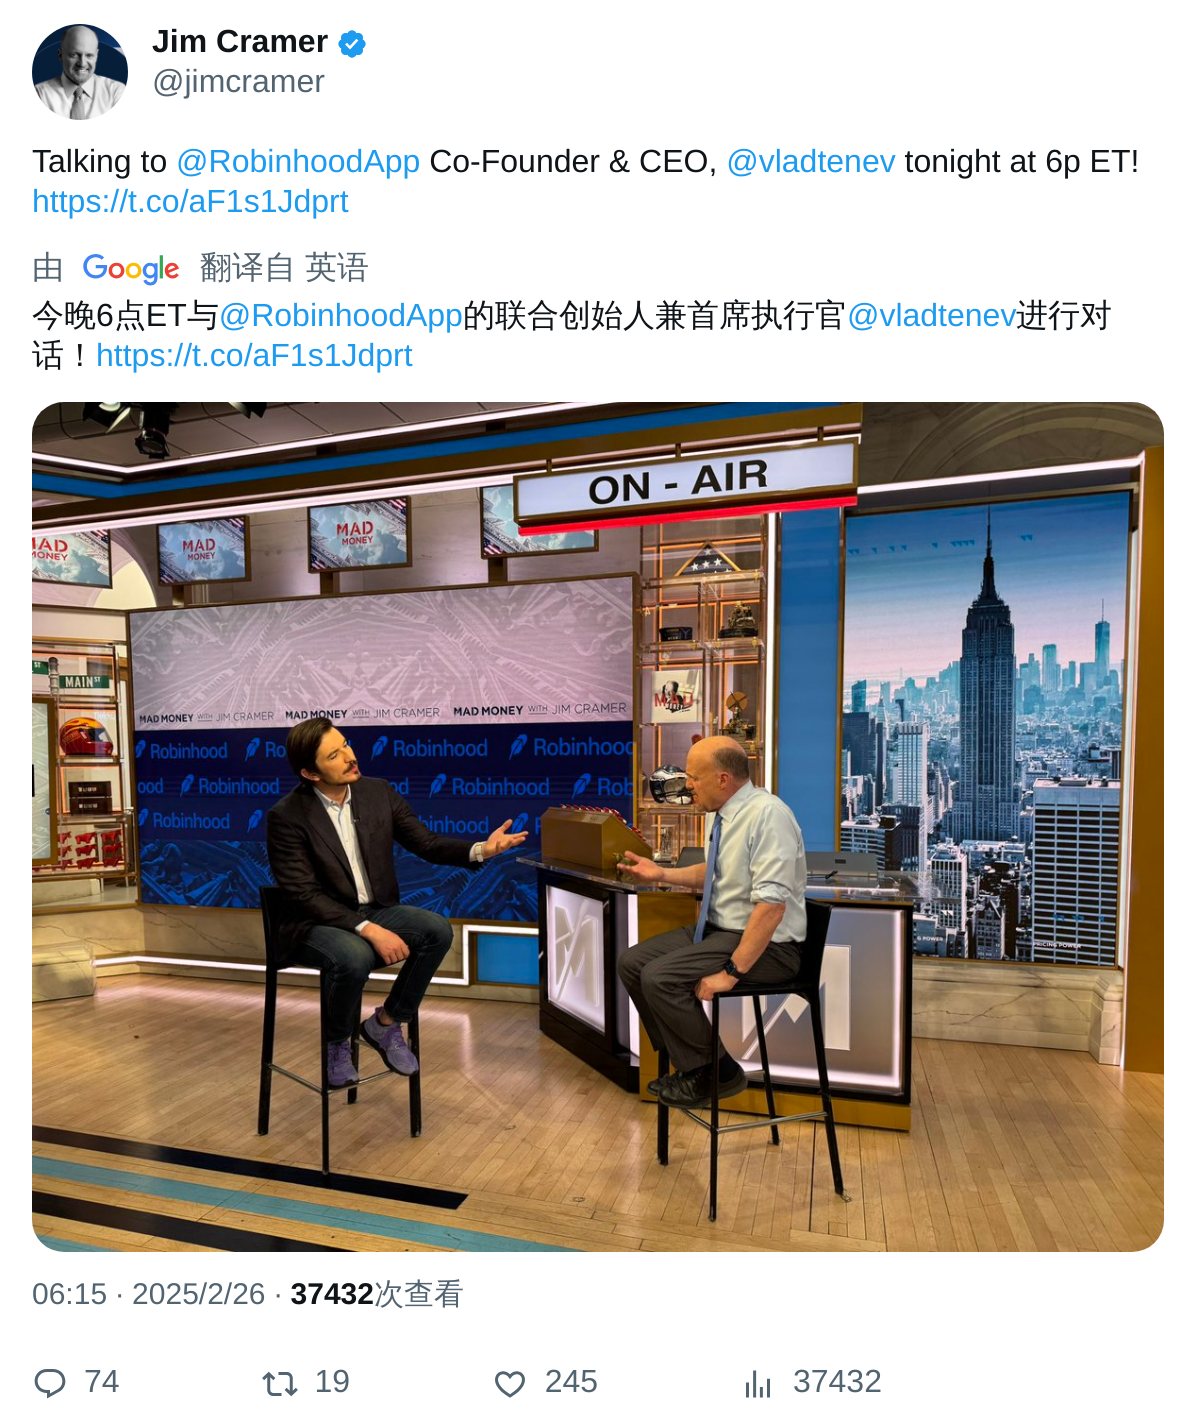 Jim Cramer
@jimcramer
Talking to @RobinhoodApp Co-Founder & CEO, @vladtenev tonight at 6p ET!
https://t.co/aF1s1Jdprt
由 Google 翻译自 英语
今晚6点ET与@RobinhoodApp的联合创始人兼首席执行官@vladtenev进行对
话！https://t.co/aF1s1Jdprt
ON - AIR
MAD
MONEY
MAD
MONEY
MAD
MONEY
ST
MAIN ST
MAD
MAD MONEY WITH JIM CRAMER MAD MONEY WITH JIM CRAMER MAD MONEY WITH JIM CRAMER
Robinhood Ro Robinhood Robinhood
ood Robinhood od Robinhood Rob
Robinhood binhood
G POWER
PRICING POWER
06:15 · 2025/2/26 · 37432次查看
74 19 245 37432